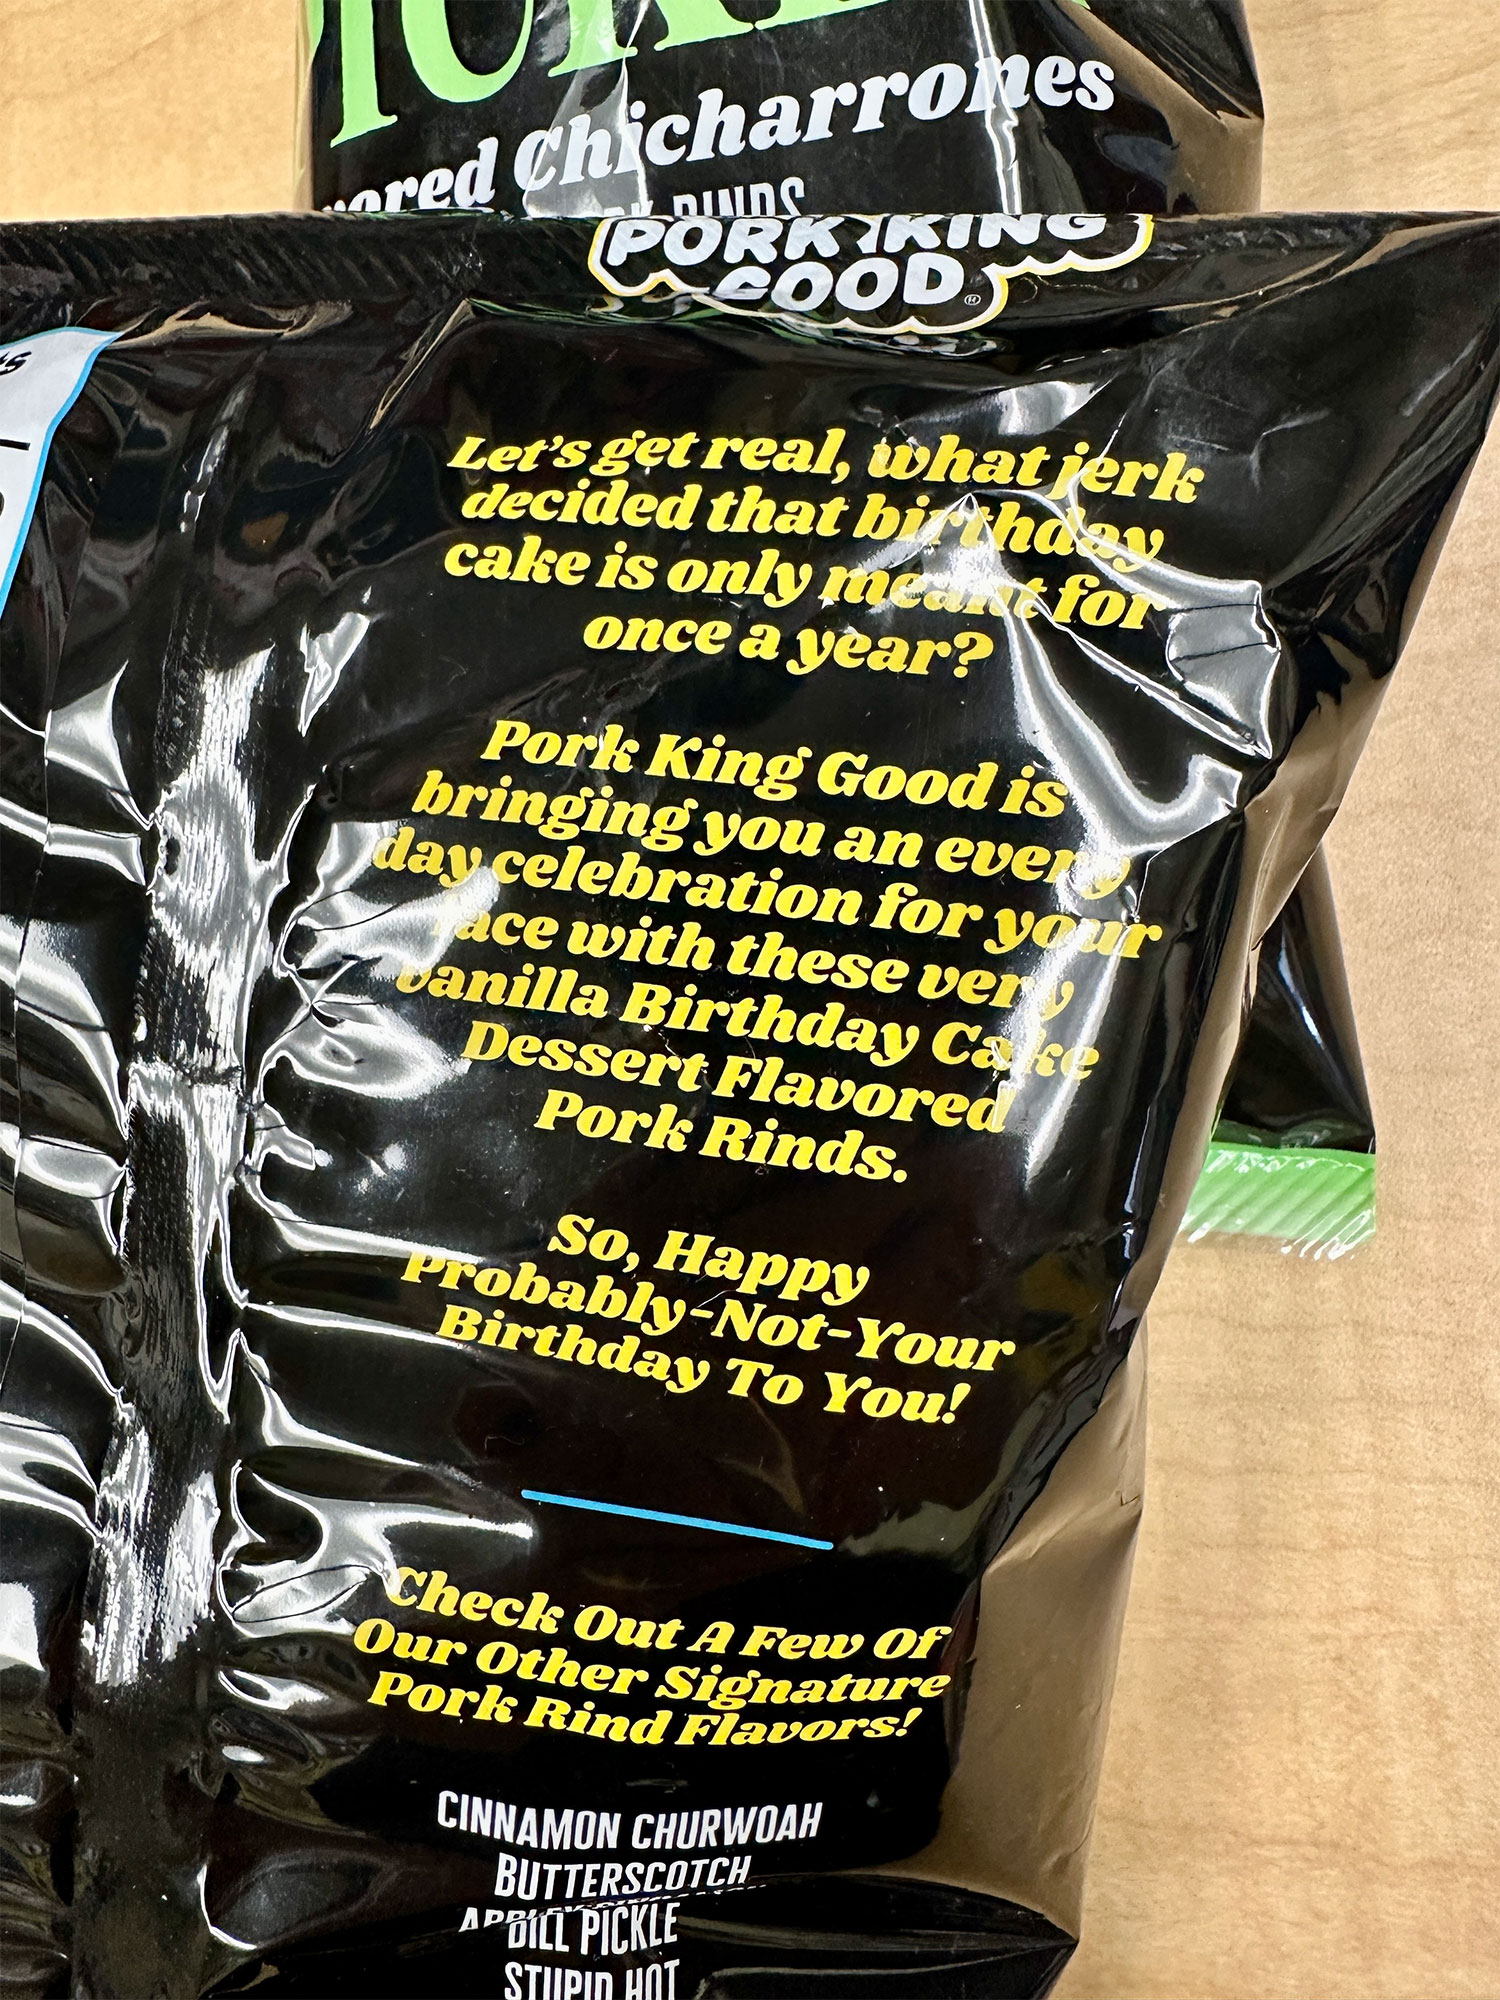 Chicharrones
PORK KING
GOOD®
Let's get real, what jerk
decided that birthday
cake is only meant for
once a year?
Pork King Good is
bringing you an every
day celebration for your
face with these very
Vanilla Birthday Cake
Dessert Flavored
Pork Rinds.
So, Happy
Probably-Not-Your
Birthday To You!
Check Out A Few Of
Our Other Signature
Pork Rind Flavors!
CINNAMON CHURWOAH
BUTTERSCOTCH
DILL PICKLE
STUPID HOT